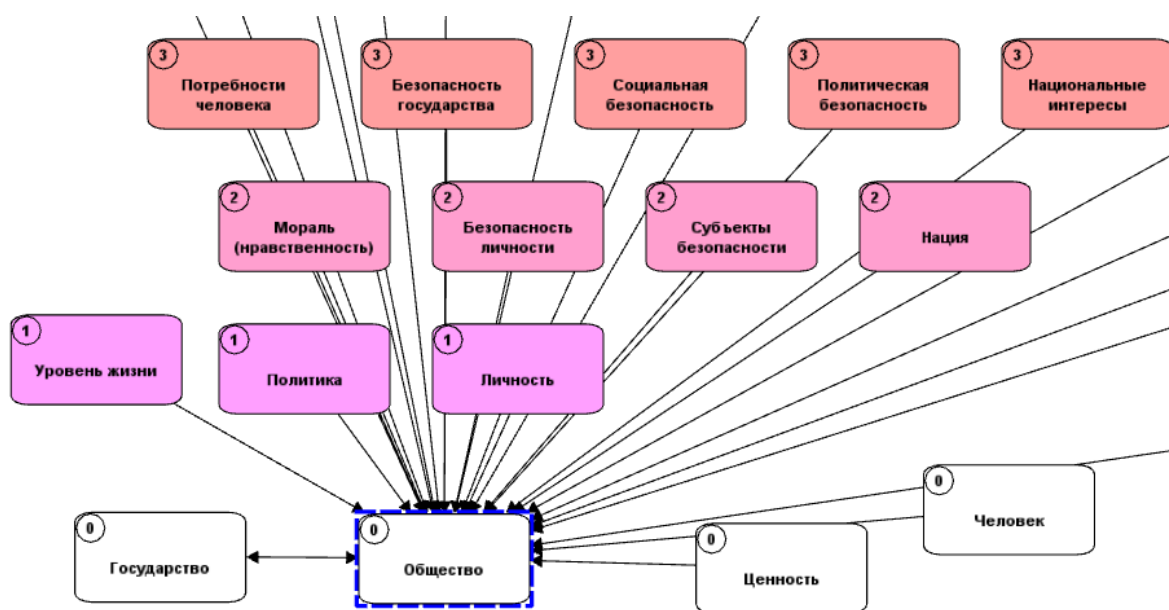 3
Потребности
человека
3
Безопасность
государства
3
Социальная
безопасность
3
Политическая
безопасность
3
Национальные
интересы
2
Мораль
(нравственность)
2
Безопасность
личности
2
Субъекты
безопасности
2
Нация
1
Уровень жизни
1
Политика
1
Личность
0
Государство
0
Общество
0
Ценность
0
Человек